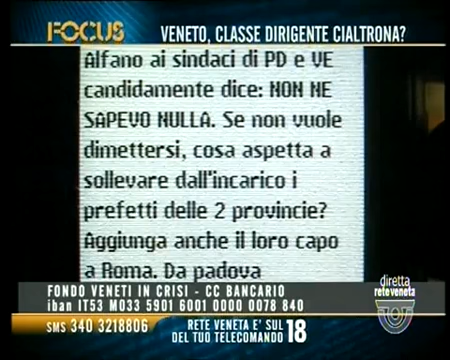 FOCUS
VENETO, CLASSE DIRIGENTE CIALTRONA?
Alfano ai sindaci di PD e VE
candidamente dice: NON NE
SAPEVO NULLA. Se non vuole
dimettersi, cosa aspetta a
sollevare dall'incarico i
prefetti delle 2 provincie?
Aggiunga anche il loro capo
a Roma. Da padova
FONDO VENETI IN CRISI - CC BANCARIO
iban IT53 M033 5901 6001 0000 0078 840
diretta
reteveneta
SMS 340 3218806
RETE VENETA E' SUL
DEL TUO TELECOMANDO 18